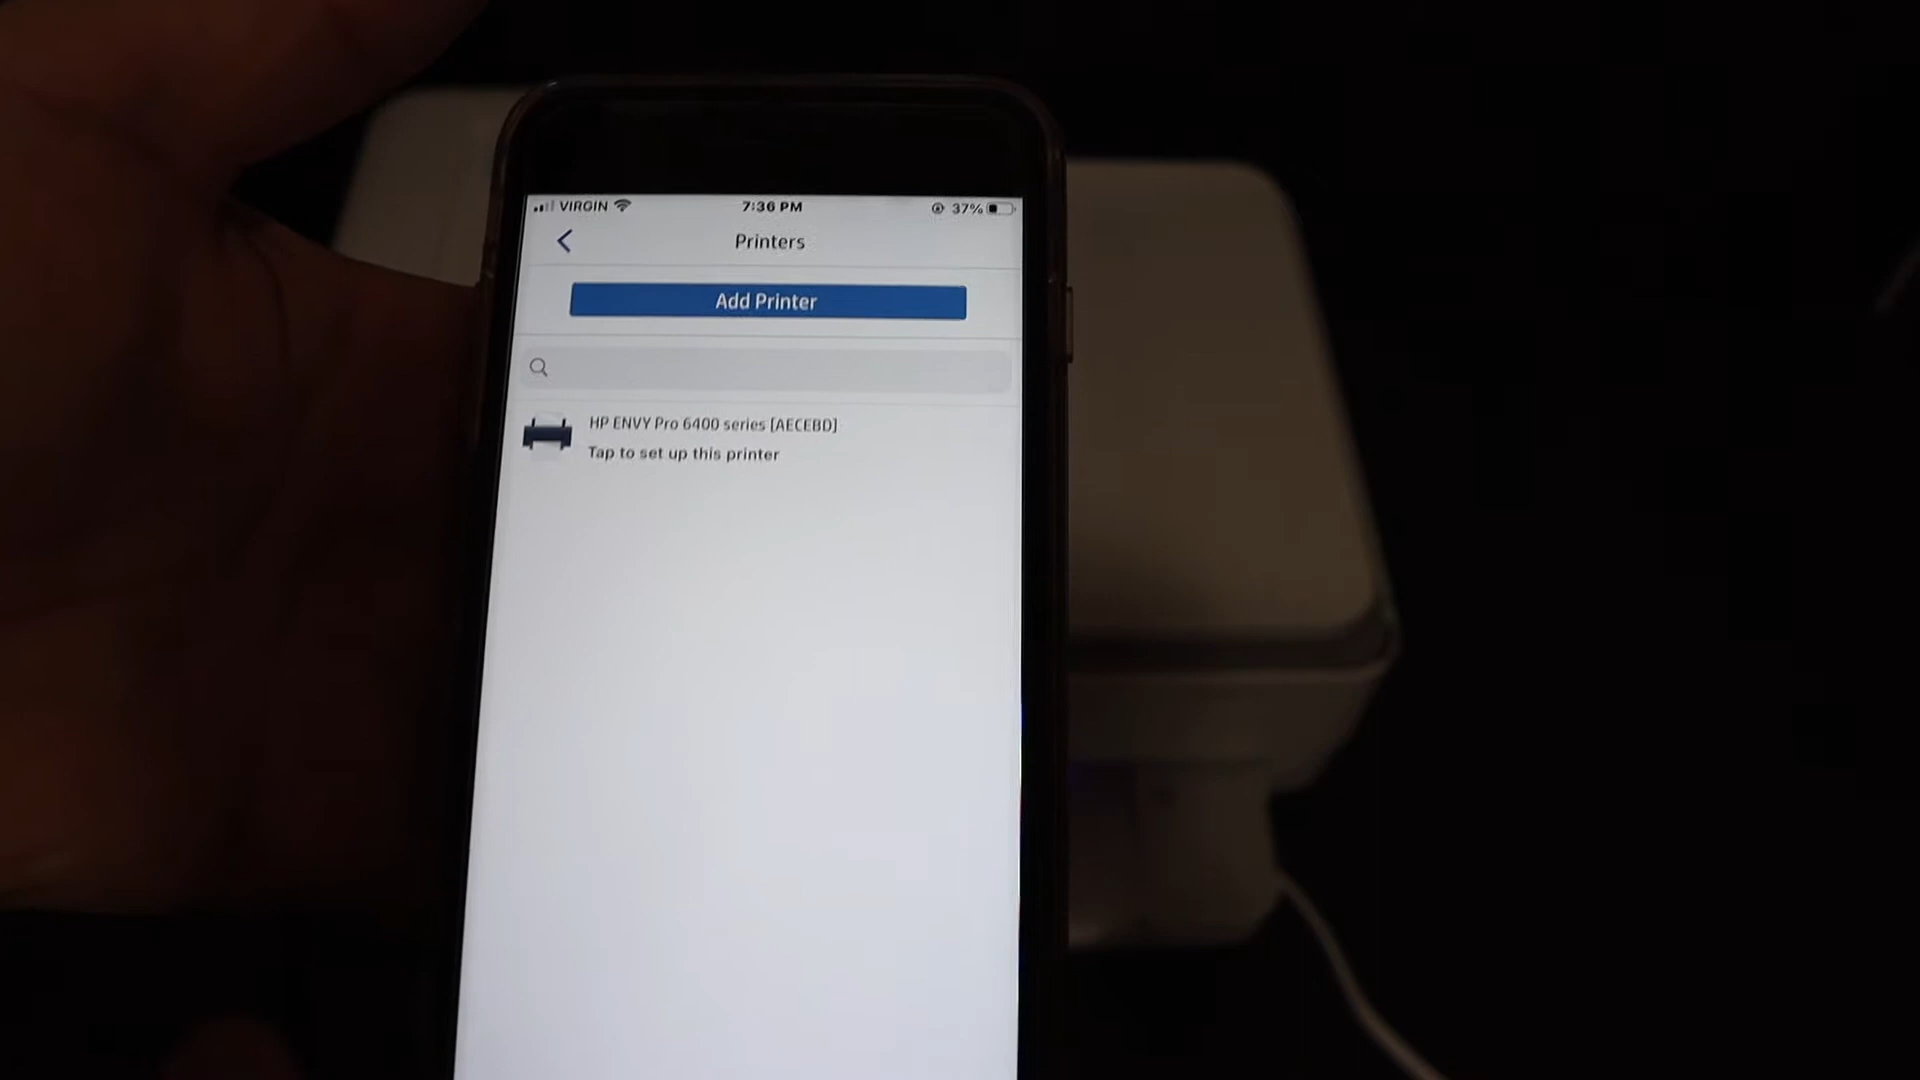 VIRGIN 7:36 PM 37%
Printers
Add Printer
HP ENVY Pro 6400 series [AECEBD]
Tap to set up this printer